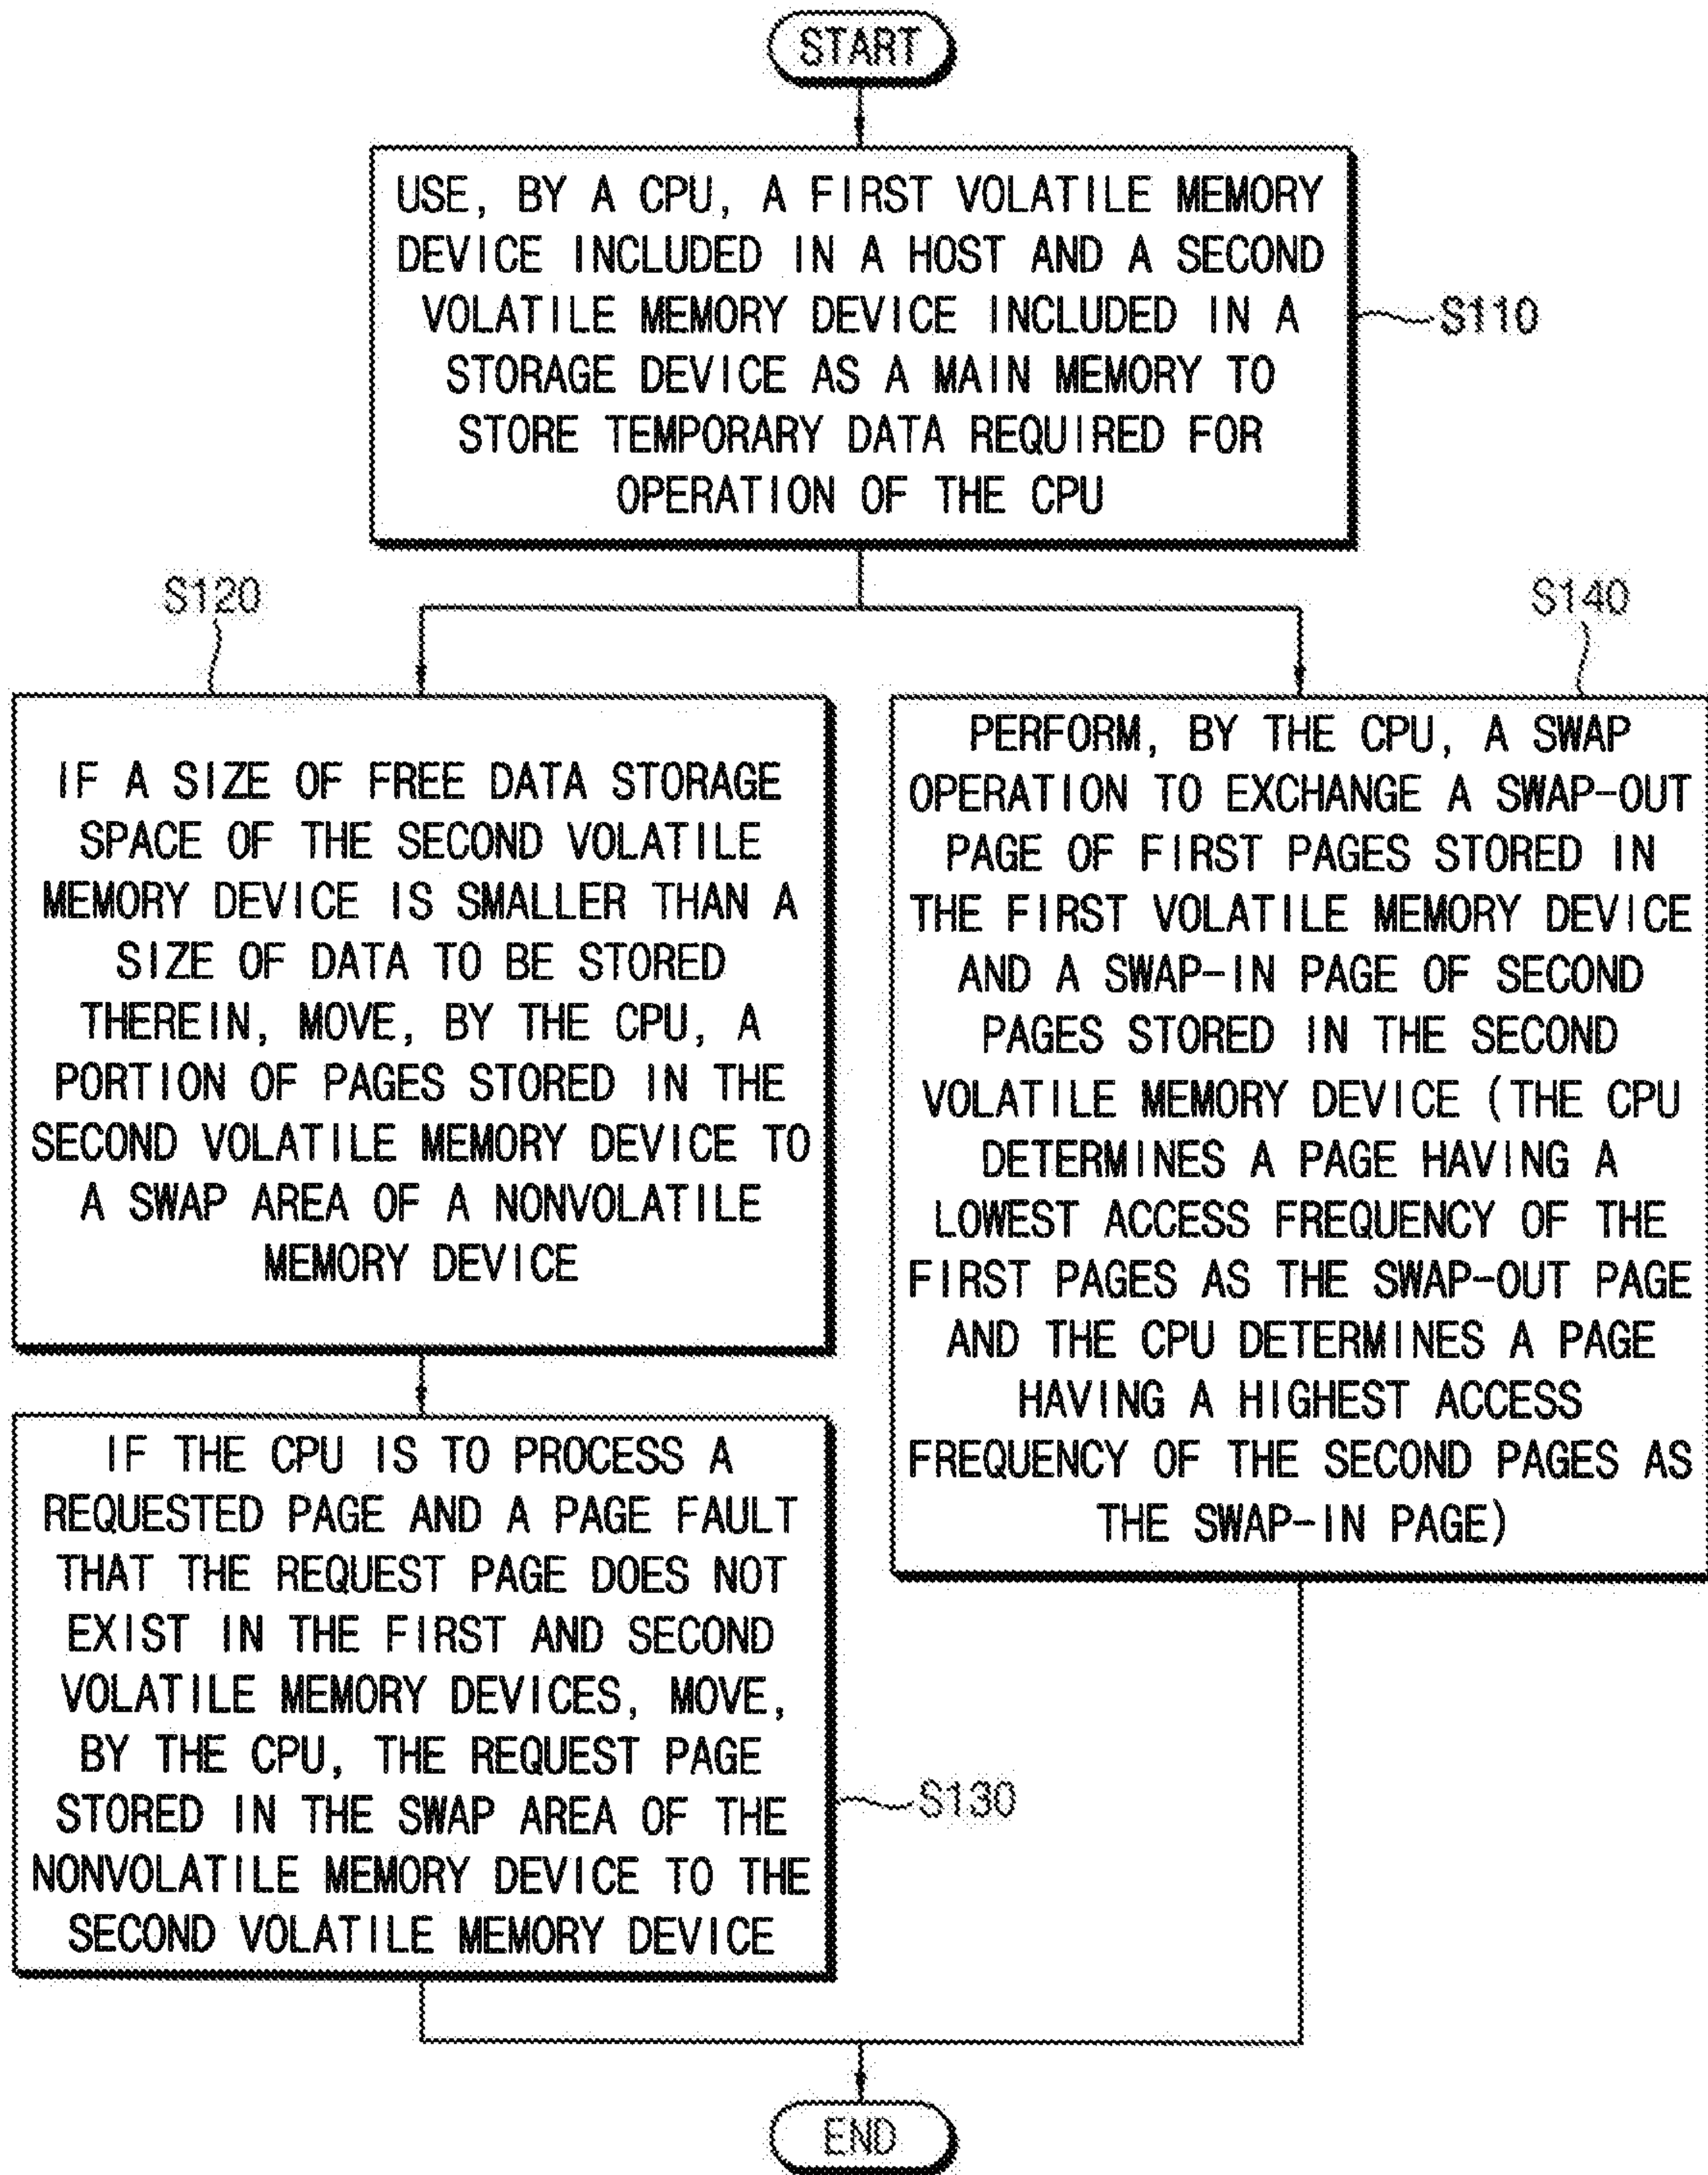 START
USE, BY A CPU, A FIRST VOLATILE MEMORY
DEVICE INCLUDED IN A HOST AND A SECOND
VOLATILE MEMORY DEVICE INCLUDED IN A
STORAGE DEVICE AS A MAIN MEMORY TO
STORE TEMPORARY DATA REQUIRED FOR
OPERATION OF THE CPU
S110
S120
IF A SIZE OF FREE DATA STORAGE
SPACE OF THE SECOND VOLATILE
MEMORY DEVICE IS SMALLER THAN A
SIZE OF DATA TO BE STORED
THEREIN, MOVE, BY THE CPU, A
PORTION OF PAGES STORED IN THE
SECOND VOLATILE MEMORY DEVICE TO
A SWAP AREA OF A NONVOLATILE
MEMORY DEVICE
IF THE CPU IS TO PROCESS A
REQUESTED PAGE AND A PAGE FAULT
THAT THE REQUEST PAGE DOES NOT
EXIST IN THE FIRST AND SECOND
VOLATILE MEMORY DEVICES, MOVE,
BY THE CPU, THE REQUEST PAGE
STORED IN THE SWAP AREA OF THE
NONVOLATILE MEMORY DEVICE TO THE
SECOND VOLATILE MEMORY DEVICE
S130
S140
PERFORM, BY THE CPU, A SWAP
OPERATION TO EXCHANGE A SWAP-OUT
PAGE OF FIRST PAGES STORED IN
THE FIRST VOLATILE MEMORY DEVICE
AND A SWAP-IN PAGE OF SECOND
PAGES STORED IN THE SECOND
VOLATILE MEMORY DEVICE (THE CPU
DETERMINES A PAGE HAVING A
LOWEST ACCESS FREQUENCY OF THE
FIRST PAGES AS THE SWAP-OUT PAGE
AND THE CPU DETERMINES A PAGE
HAVING A HIGHEST ACCESS
FREQUENCY OF THE SECOND PAGES AS
THE SWAP-IN PAGE)
END